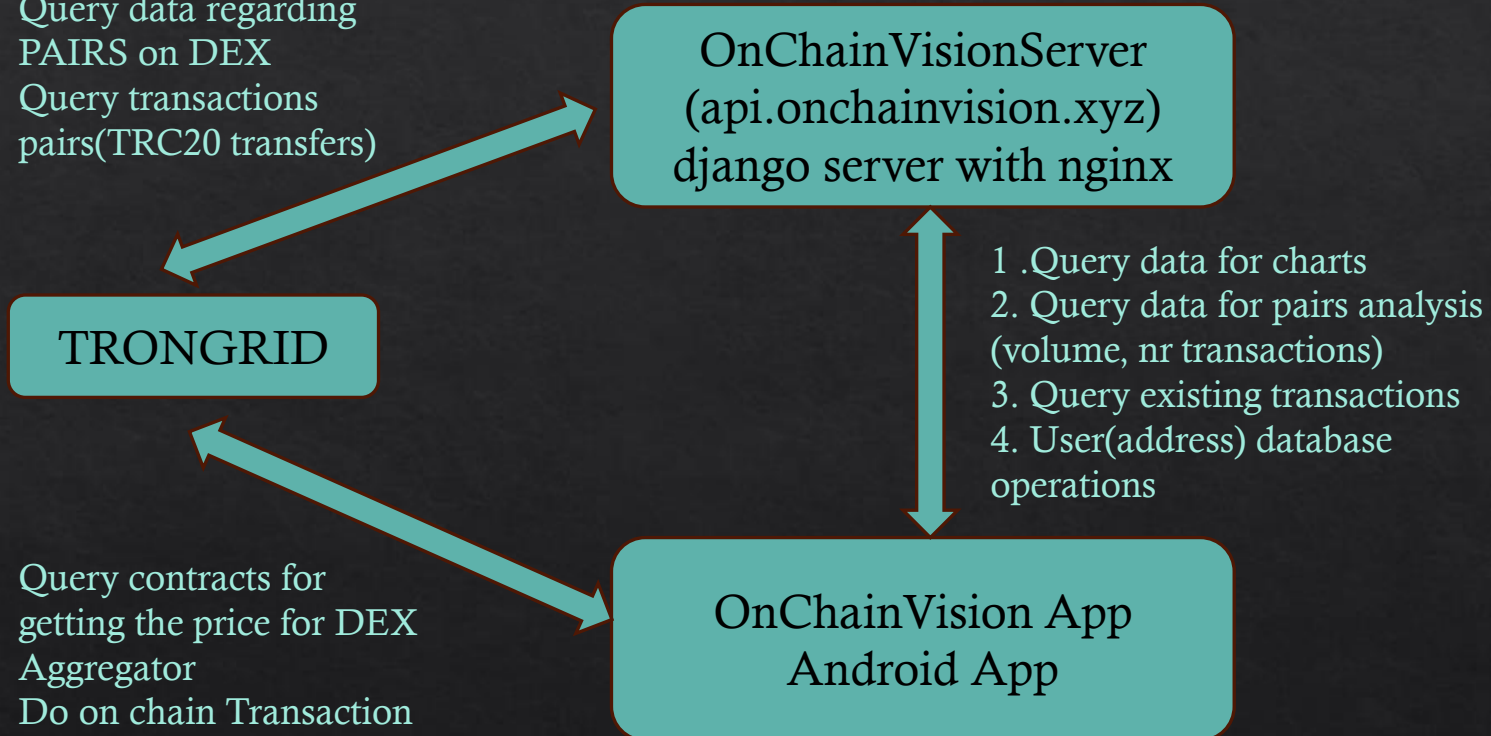 Query data regarding
PAIRS on DEX
Query transactions
pairs(TRC20 transfers)
OnChainVisionServer
(api.onchainvision.xyz)
django server with nginx
TRONGRID
1 .Query data for charts
2. Query data for pairs analysis
(volume, nr transactions)
3. Query existing transactions
4. User(address) database
operations
Query contracts for
getting the price for DEX
Aggregator
Do on chain Transaction
OnChainVision App
Android App